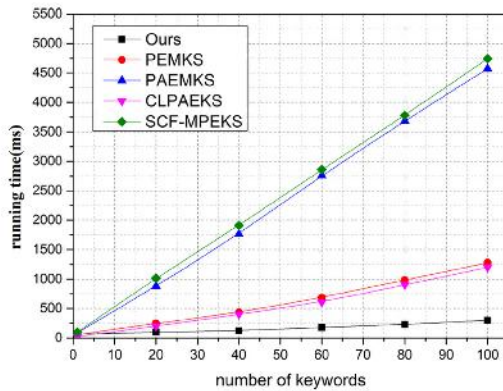 5500
5000
4500
4000
3500
3000
2500
2000
1500
1000
500
0
running time(ms)
Ours
PEMKS
PAEMKS
CLPAEKS
SCF-MPEKS
0 10 20 30 40 50 60 70 80 90 100
number of keywords